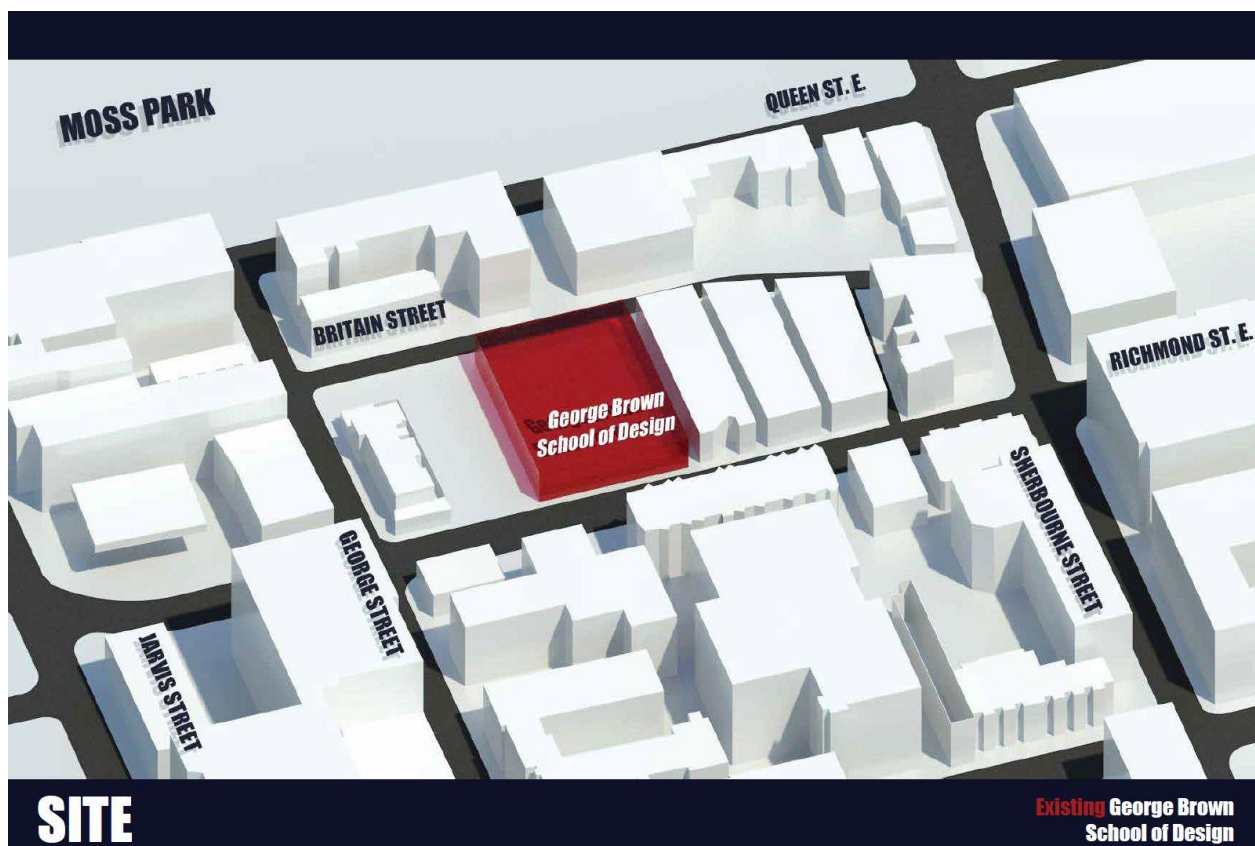 MOSS PARK
QUEEN ST. E.
BRITAIN STREET
RICHMOND ST. E.
George Brown
School of Design
GEORGE STREET
SHERBOURNE STREET
JARVIS STREET
SITE
Existing George Brown
School of Design